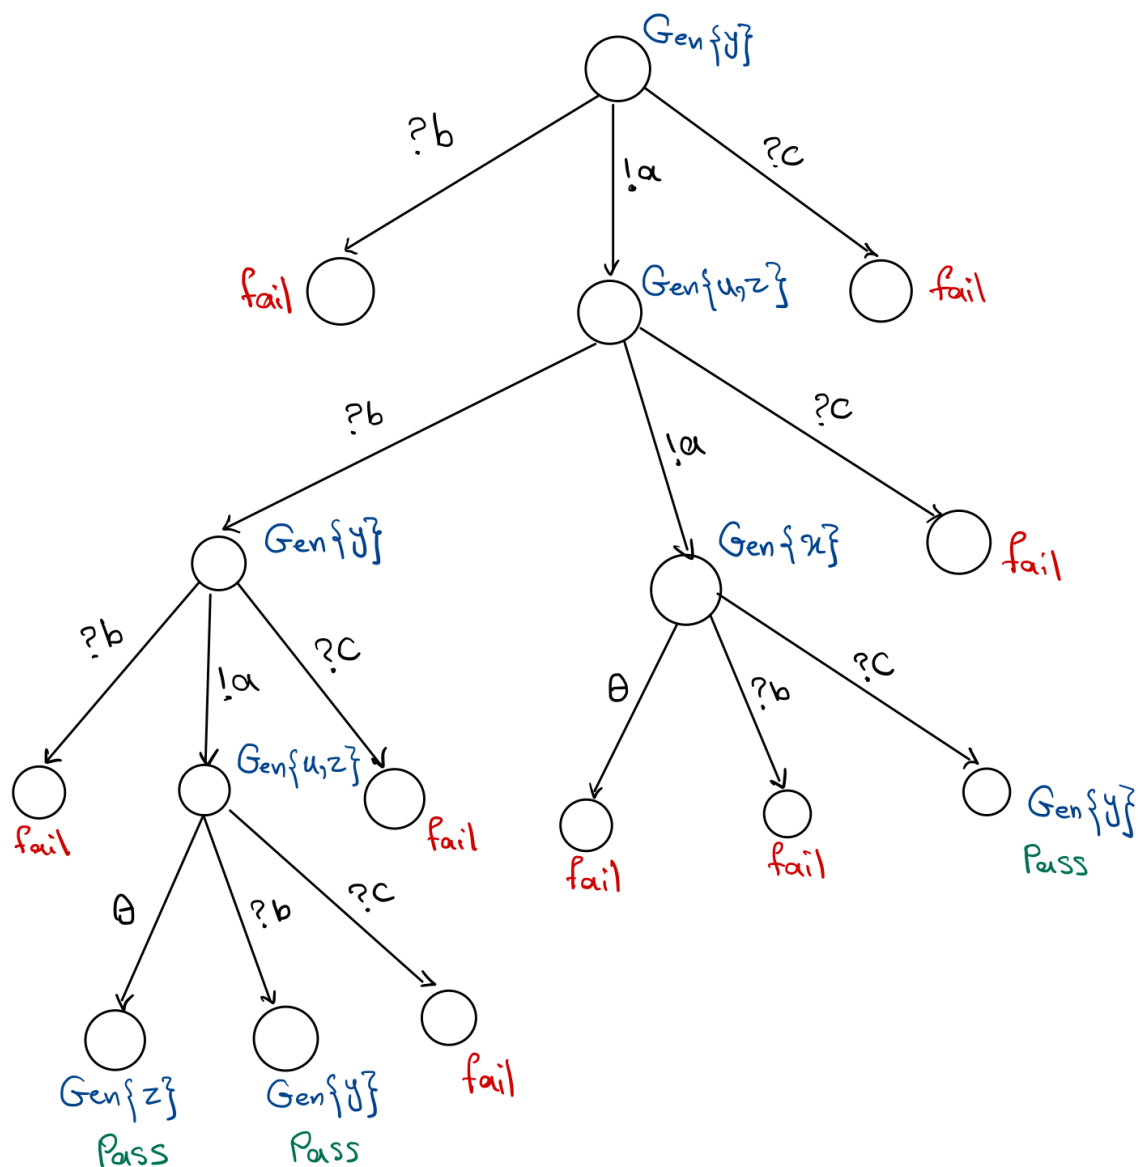 Gen{y}
?b
!a
?c
fail
Gen{u,z}
fail
?b
!a
?c
Gen{y}
Gen{x}
fail
?b
!a
?c
θ
?b
?c
fail
Gen{u,z}
fail
fail
fail
Gen{y}
Pass
θ
?b
?c
Gen{z}
Gen{y}
fail
Pass
Pass